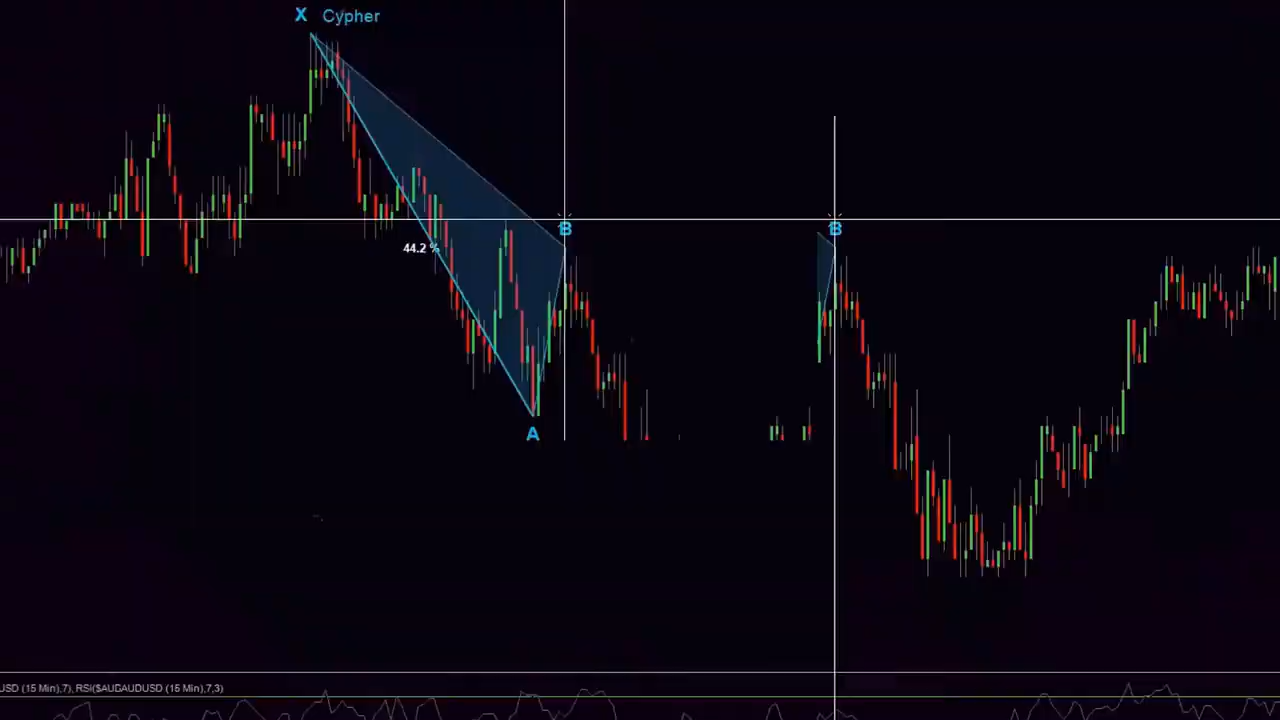 X Cypher
B
B
44.2 %
A
USD (15 Min),7), RSI($AUDAUDUSD (15 Min),7,3)